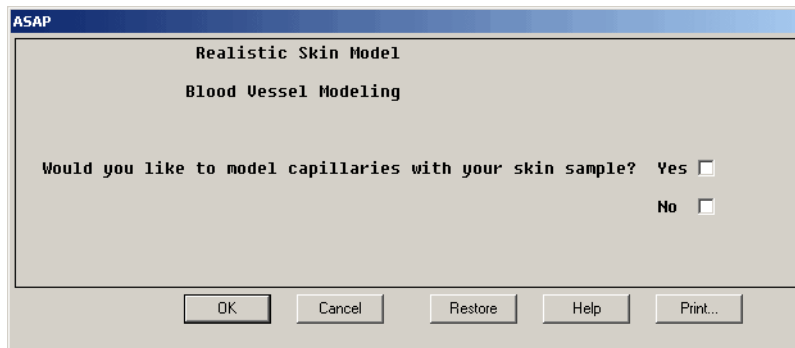 ASAP
Realistic Skin Model
Blood Vessel Modeling
Would you like to model capillaries with your skin sample? Yes
No
OK Cancel Restore Help Print...